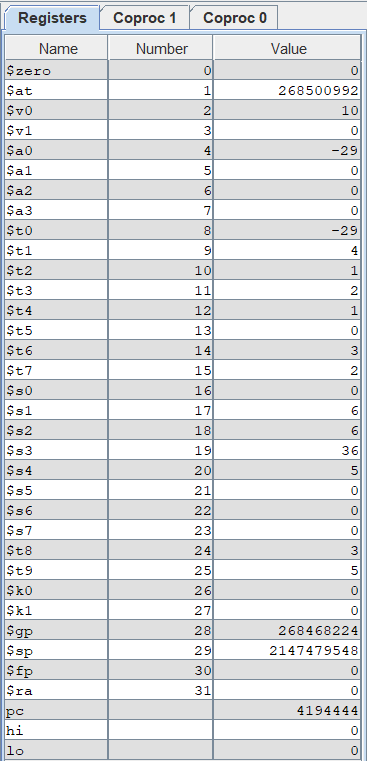 Registers Coproc 1 Coproc 0
Name Number Value
$zero 0 0
$at 1 268500992
$v0 2 10
$v1 3 0
$a0 4 -29
$a1 5 0
$a2 6 0
$a3 7 0
$t0 8 -29
$t1 9 4
$t2 10 1
$t3 11 2
$t4 12 1
$t5 13 0
$t6 14 3
$t7 15 2
$s0 16 0
$s1 17 6
$s2 18 6
$s3 19 36
$s4 20 5
$s5 21 0
$s6 22 0
$s7 23 0
$t8 24 3
$t9 25 5
$k0 26 0
$k1 27 0
$gp 28 268468224
$sp 29 2147479548
$fp 30 0
$ra 31 0
pc 4194444
hi 0
lo 0